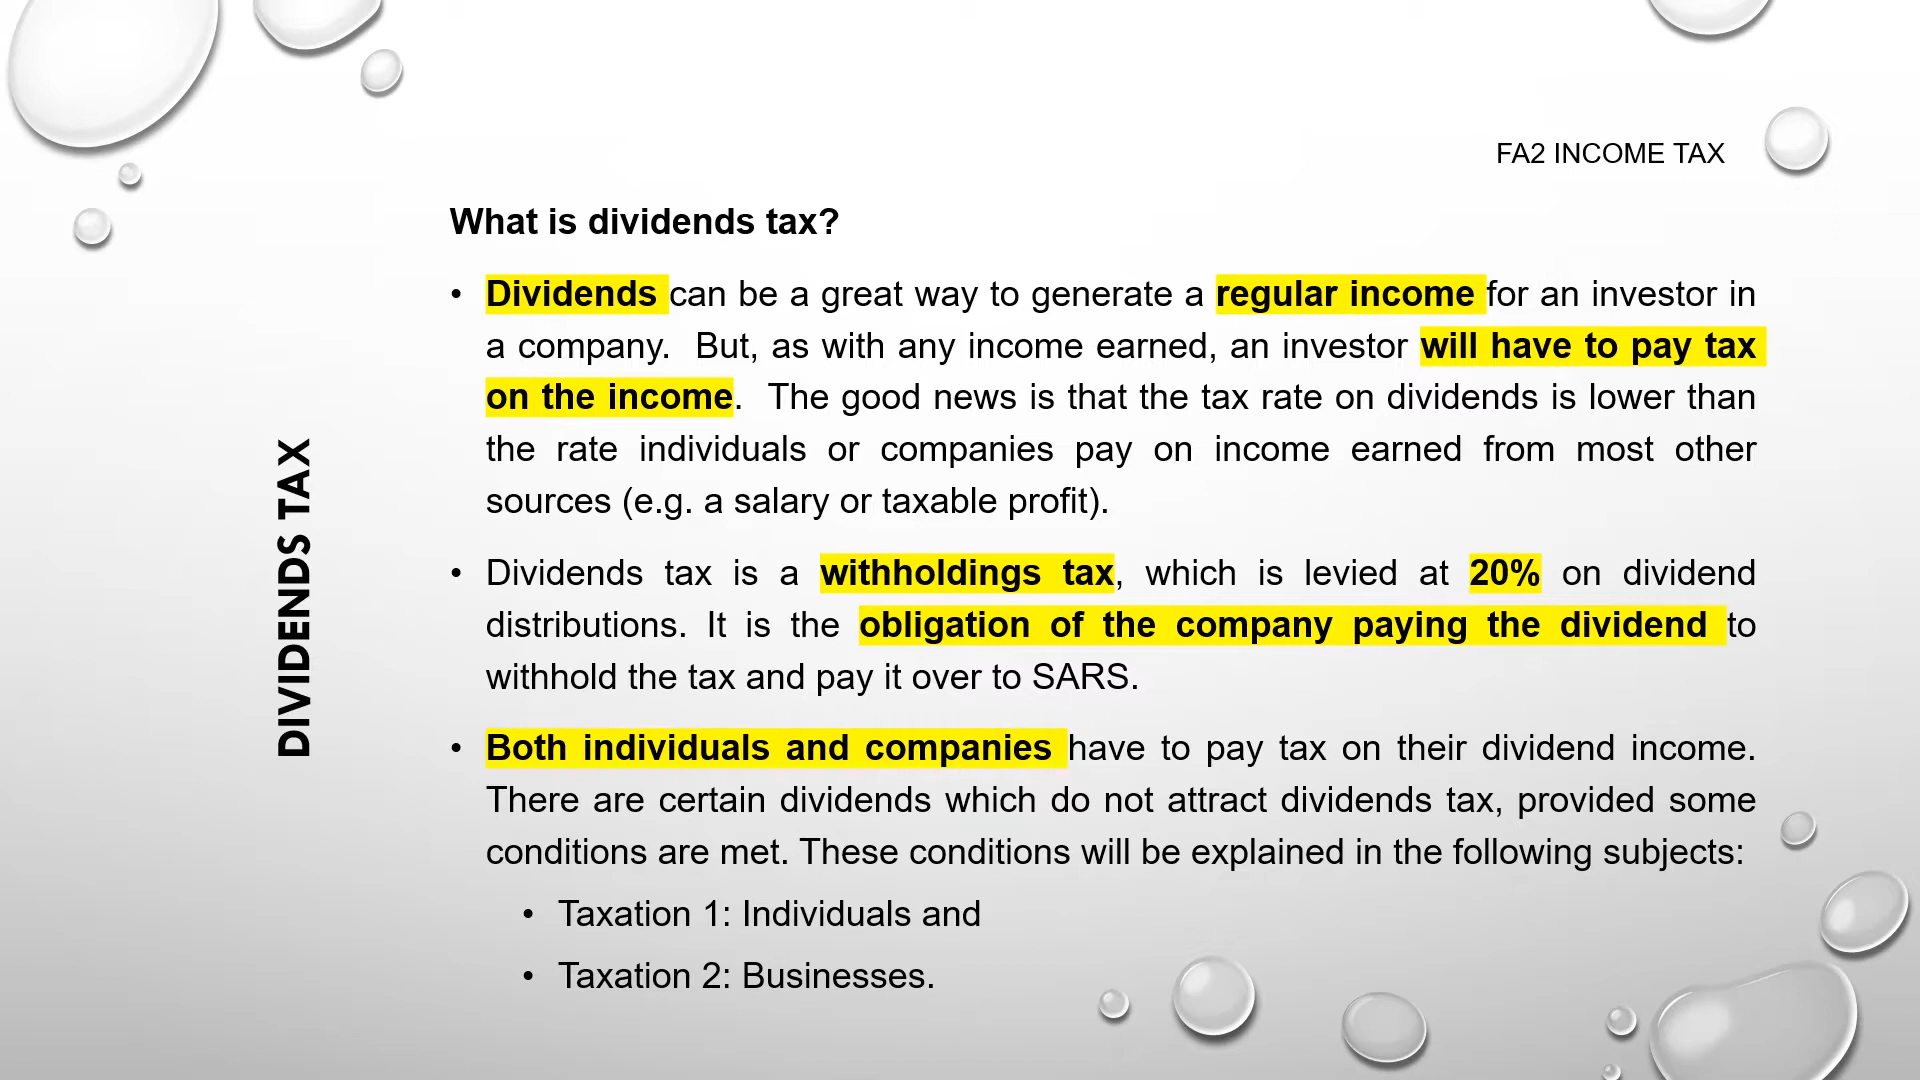 FA2 INCOME TAX
DIVIDENDS TAX
What is dividends tax?
• Dividends can be a great way to generate a regular income for an investor in
a company.  But, as with any income earned, an investor will have to pay tax
on the income.  The good news is that the tax rate on dividends is lower than
the rate individuals or companies pay on income earned from most other
sources (e.g. a salary or taxable profit).
• Dividends tax is a withholdings tax, which is levied at 20% on dividend
distributions. It is the obligation of the company paying the dividend to
withhold the tax and pay it over to SARS.
• Both individuals and companies have to pay tax on their dividend income.
There are certain dividends which do not attract dividends tax, provided some
conditions are met. These conditions will be explained in the following subjects:
• Taxation 1: Individuals and
• Taxation 2: Businesses.